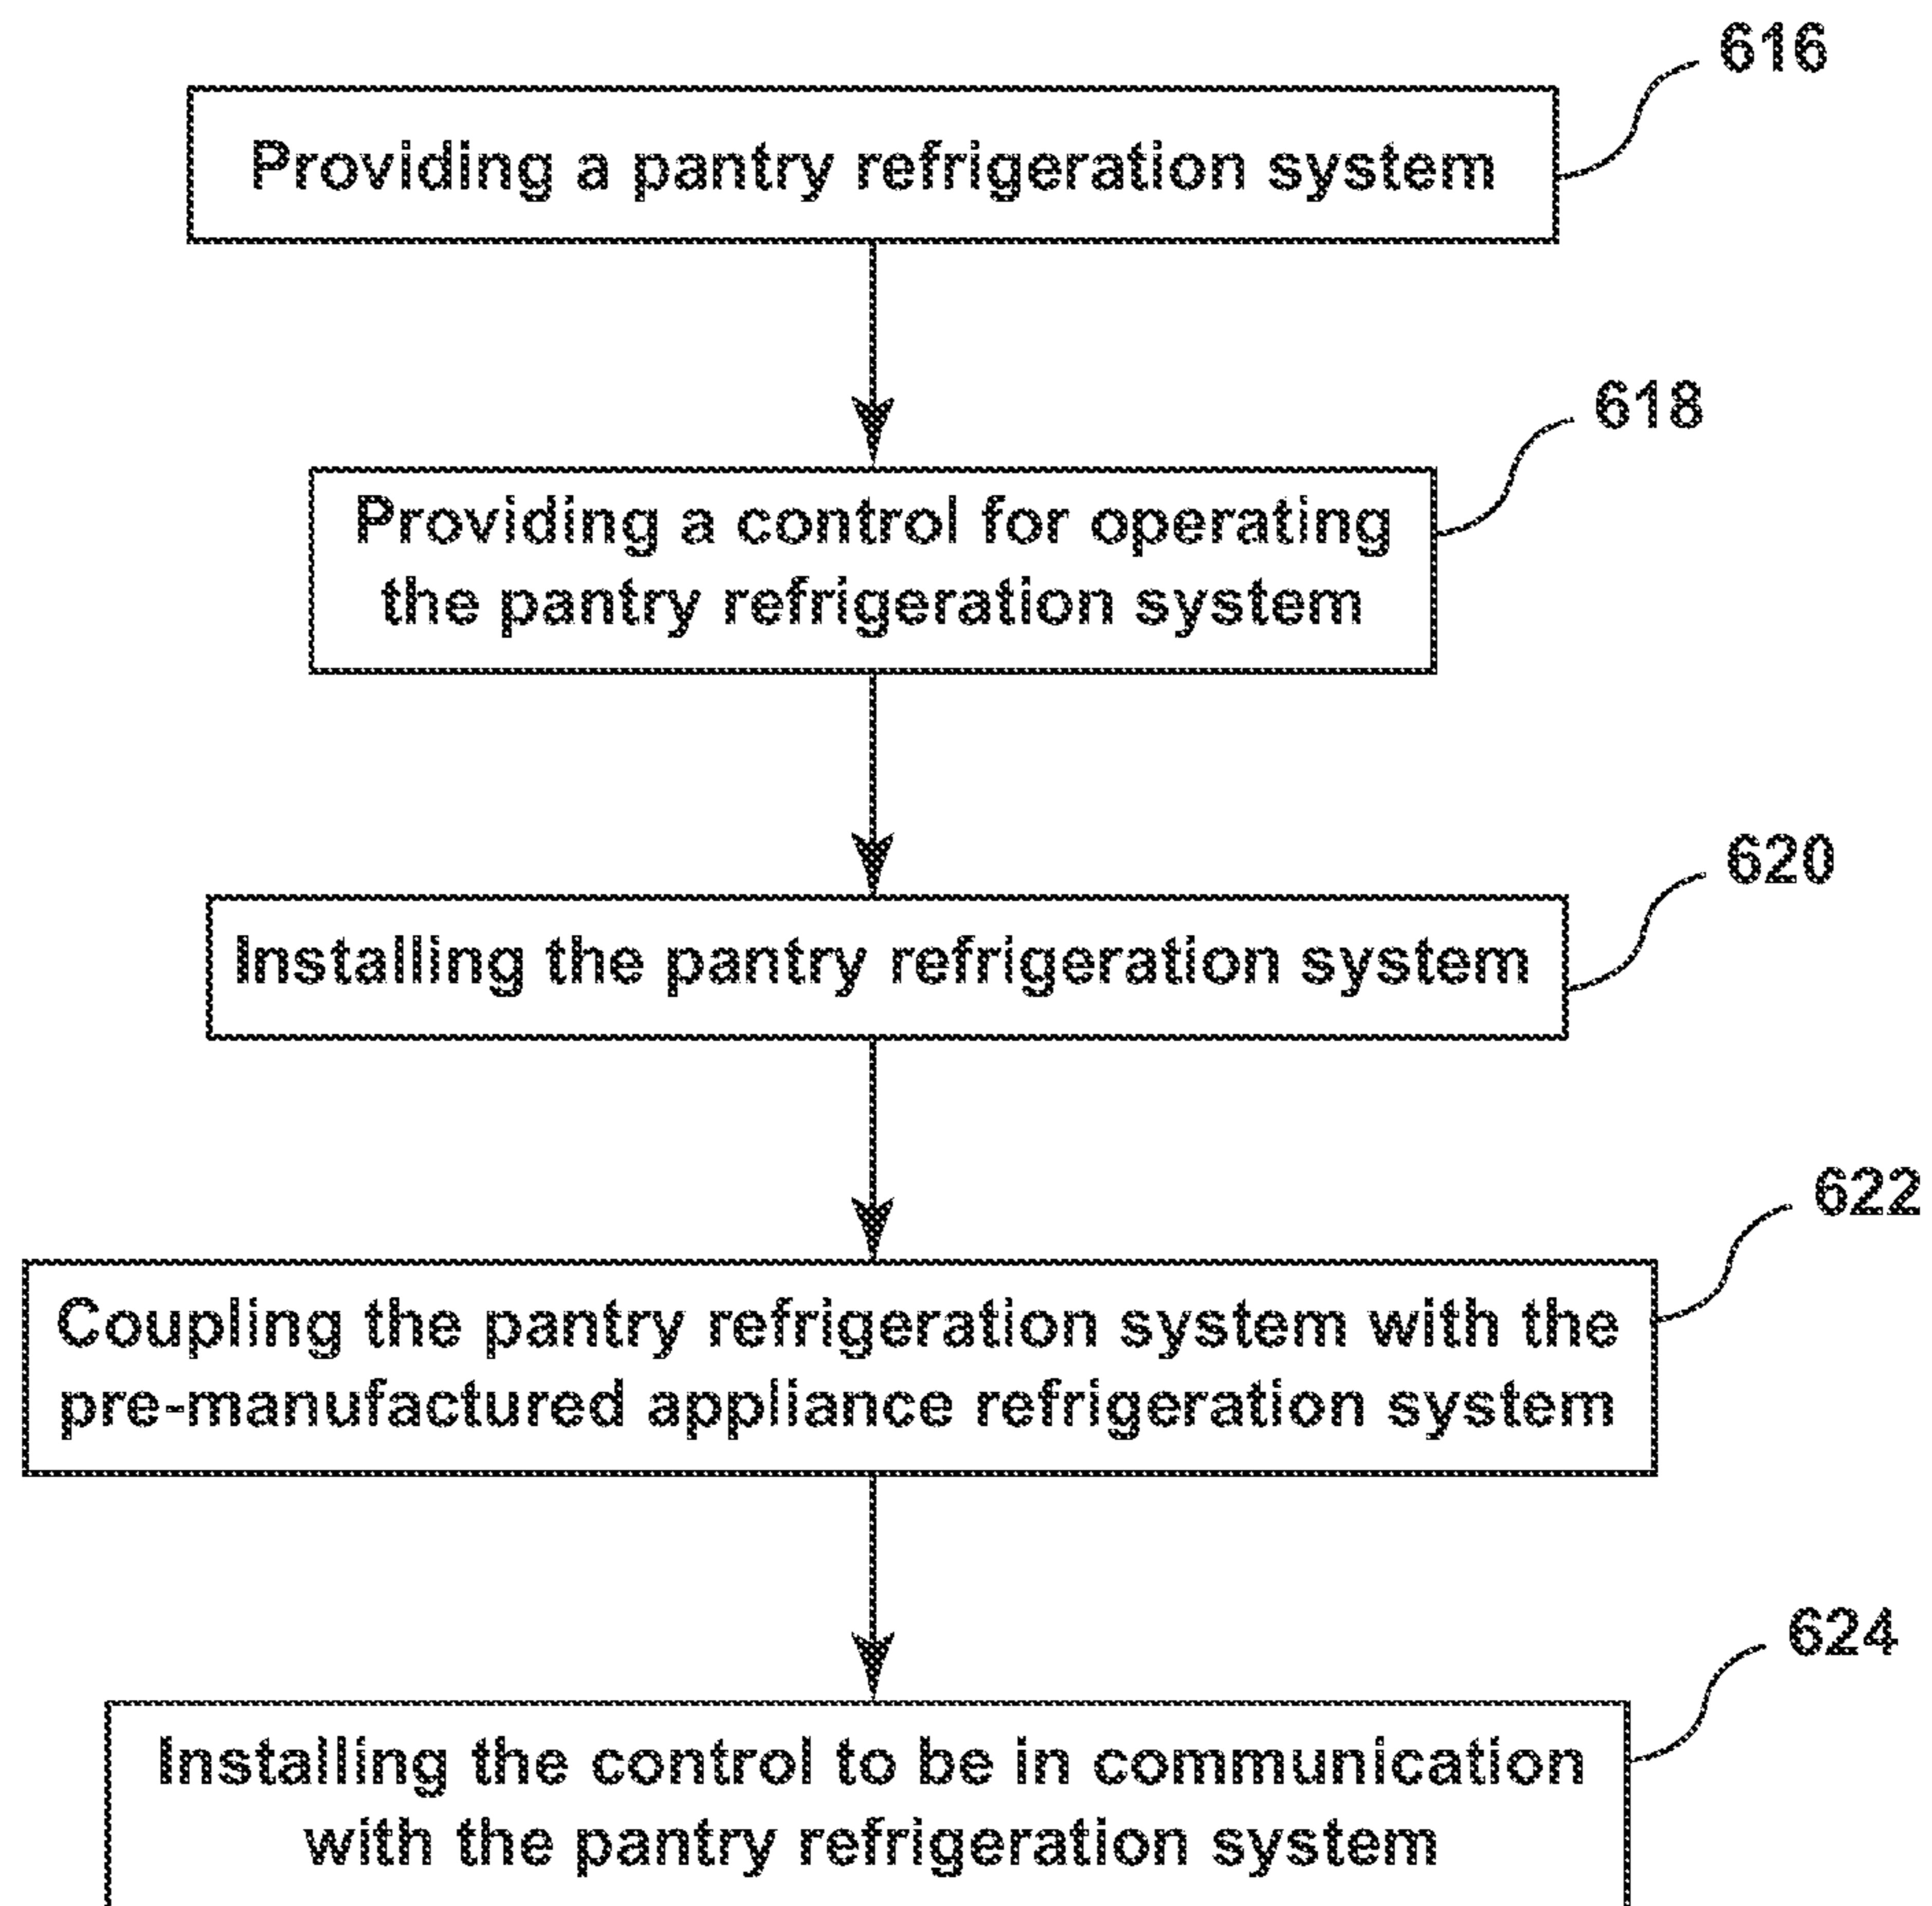 616
Providing a pantry refrigeration system
618
Providing a control for operating
the pantry refrigeration system
620
Installing the pantry refrigeration system
622
Coupling the pantry refrigeration system with the
pre-manufactured appliance refrigeration system
624
Installing the control to be in communication
with the pantry refrigeration system